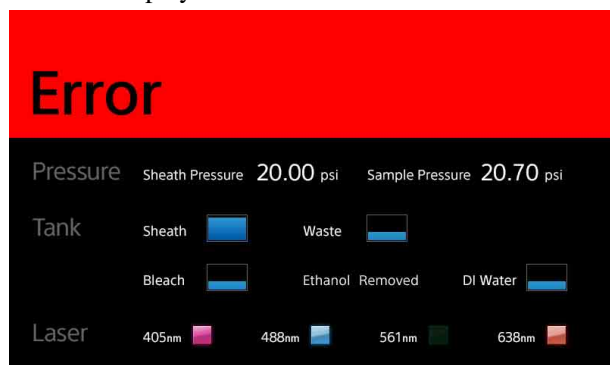 Error
Pressure Sheath Pressure 20.00 psi Sample Pressure 20.70 psi
Tank Sheath Waste
Bleach Ethanol Removed DI Water
Laser 405nm 488nm 561nm 638nm